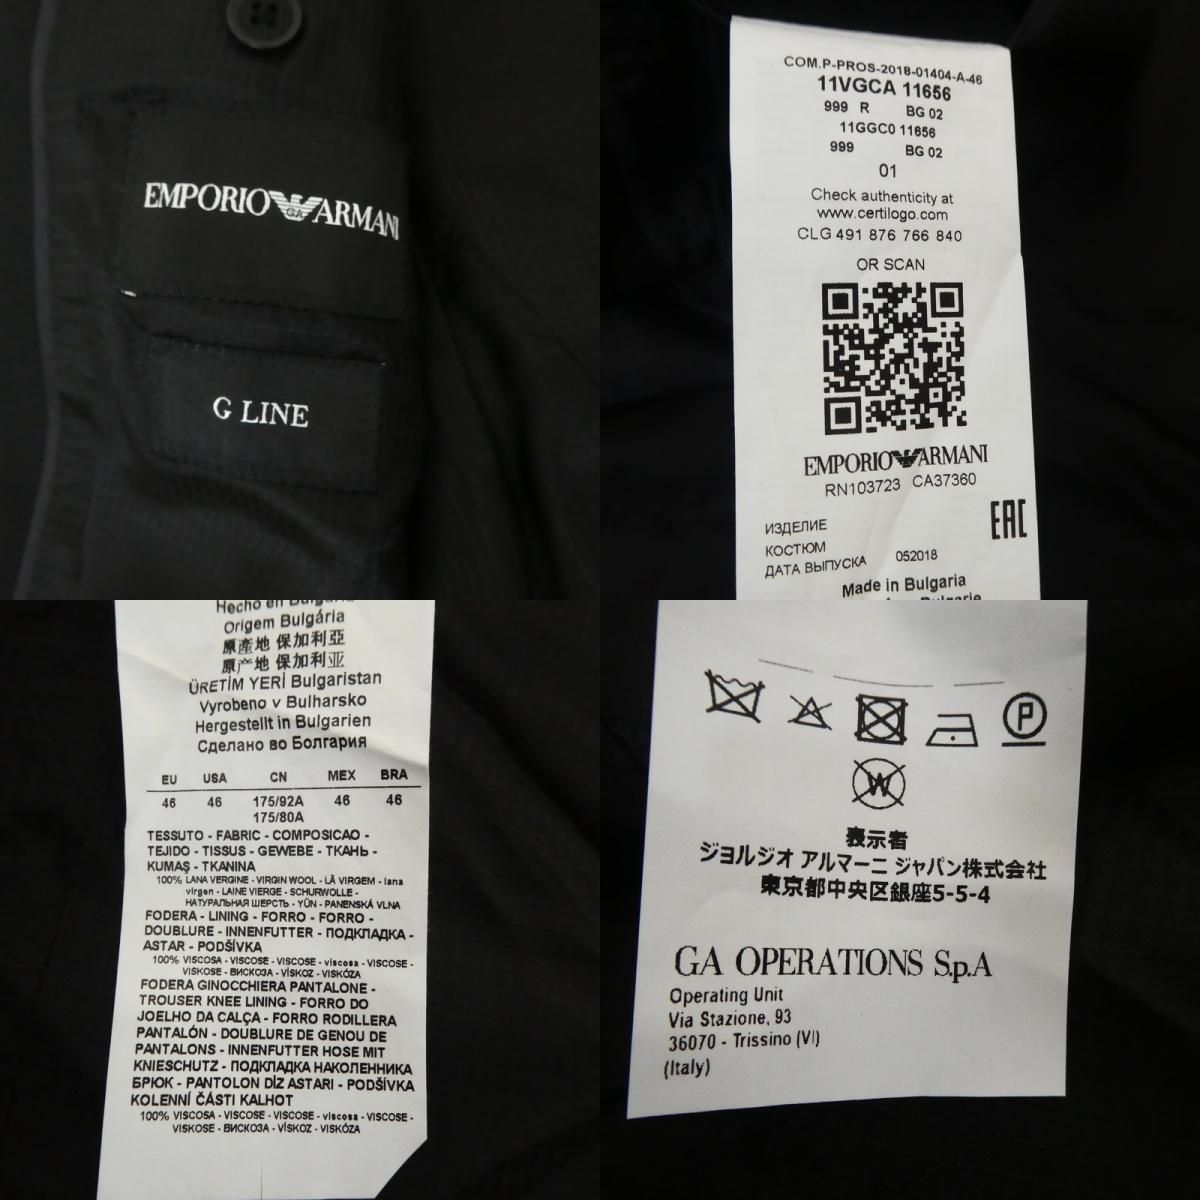 EMPORIO ARMANI
GA
G LINE
COM.P-PROS-2018-01404-A-46
11VGCA 11656
999 R BG 02
11GGC0 11656
999 BG 02
01
Check authenticity at
www.certilogo.com
CLG 491 876 766 840
OR SCAN
EMPORIO ARMANI
RN103723 CA37360
EAC
ИЗДЕЛИЕ
КОСТЮМ
ДАТА ВЫПУСКА 052018
Made in Bulgaria
Hecho en Bulgaria
Origem Bulgária
原產地 保加利亞
原产地 保加利亚
ÜRETİM YERİ Bulgaristan
Vyrobeno v Bulharsko
Hergestellt in Bulgarien
Сделано во Болгария
EU USA CN MEX BRA
46 46 175/92A 46 46
175/80A
TESSUTO - FABRIC - COMPOSICAO -
TEJIDO - TISSUS - GEWEBE - ТКАНЬ -
KUMAŞ - TKANINA
100% LANA VERGINE - VIRGIN WOOL - LÃ VIRGEM - lana
virgen - LAINE VIERGE - SCHURWOLLE -
НАТУРАЛЬНАЯ ШЕРСТЬ - YÜN - PANENSKÁ VLNA
FODERA - LINING - FORRO - FORRO -
DOUBLURE - INNENFUTTER - ПОДКЛАДКА -
ASTAR - PODŠÍVKA
100% VISCOSA - VISCOSE - VISCOSE - viscosa - VISCOSE -
VISKOSE - ВИСКОЗА - VİSKOZ - VISKÓZA
FODERA GINOCCHIERA PANTALONE -
TROUSER KNEE LINING - FORRO DO
JOELHO DA CALÇA - FORRO RODILLERA
PANTALÓN - DOUBLURE DE GENOU DE
PANTALONS - INNENFUTTER HOSE MIT
KNIESCHUTZ - ПОДКЛАДКА НАКОЛЕННИКА
БРЮК - PANTOLON DİZ ASTARI - PODŠÍVKA
KOLENNÍ ČÁSTI KALHOT
100% VISCOSA - VISCOSE - VISCOSE - viscosa - VISCOSE -
VISKOSE - ВИСКОЗА - VİSKOZ - VISKÓZA
P
W
表示者
ジョルジオ アルマーニ ジャパン株式会社
東京都中央区銀座5-5-4
GA OPERATIONS S.p.A
Operating Unit
Via Stazione, 93
36070 - Trissino (VI)
(Italy)